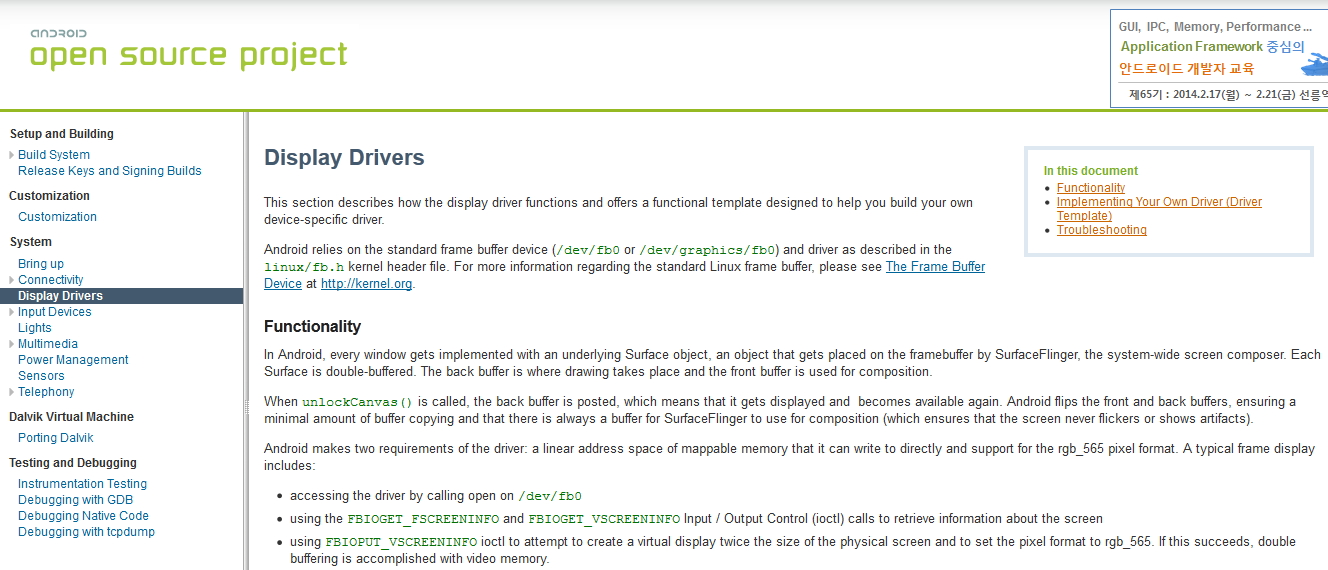 ANDROID
open source project
GUI, IPC, Memory, Performance ...
Application Framework 중심의
안드로이드 개발자 교육
제65기 : 2014.2.17(월) ~ 2.21(금) 선릉역
Setup and Building
Build System
Release Keys and Signing Builds
Customization
Customization
System
Bring up
Connectivity
Display Drivers
Input Devices
Lights
Multimedia
Power Management
Sensors
Telephony
Dalvik Virtual Machine
Porting Dalvik
Testing and Debugging
Instrumentation Testing
Debugging with GDB
Debugging Native Code
Debugging with tcpdump
Display Drivers
In this document
Functionality
Implementing Your Own Driver (Driver
Template)
Troubleshooting
This section describes how the display driver functions and offers a functional template designed to help you build your own
device-specific driver.
Android relies on the standard frame buffer device (/dev/fb0 or /dev/graphics/fb0) and driver as described in the
linux/fb.h kernel header file. For more information regarding the standard Linux frame buffer, please see The Frame Buffer
Device at http://kernel.org.
Functionality
In Android, every window gets implemented with an underlying Surface object, an object that gets placed on the framebuffer by SurfaceFlinger, the system-wide screen composer. Each
Surface is double-buffered. The back buffer is where drawing takes place and the front buffer is used for composition.
When unlockCanvas() is called, the back buffer is posted, which means that it gets displayed and becomes available again. Android flips the front and back buffers, ensuring a
minimal amount of buffer copying and that there is always a buffer for SurfaceFlinger to use for composition (which ensures that the screen never flickers or shows artifacts).
Android makes two requirements of the driver: a linear address space of mappable memory that it can write to directly and support for the rgb_565 pixel format. A typical frame display
includes:
• accessing the driver by calling open on /dev/fb0
• using the FBIOGET_FSCREENINFO and FBIOGET_VSCREENINFO Input / Output Control (ioctl) calls to retrieve information about the screen
• using FBIOPUT_VSCREENINFO ioctl to attempt to create a virtual display twice the size of the physical screen and to set the pixel format to rgb_565. If this succeeds, double
buffering is accomplished with video memory.